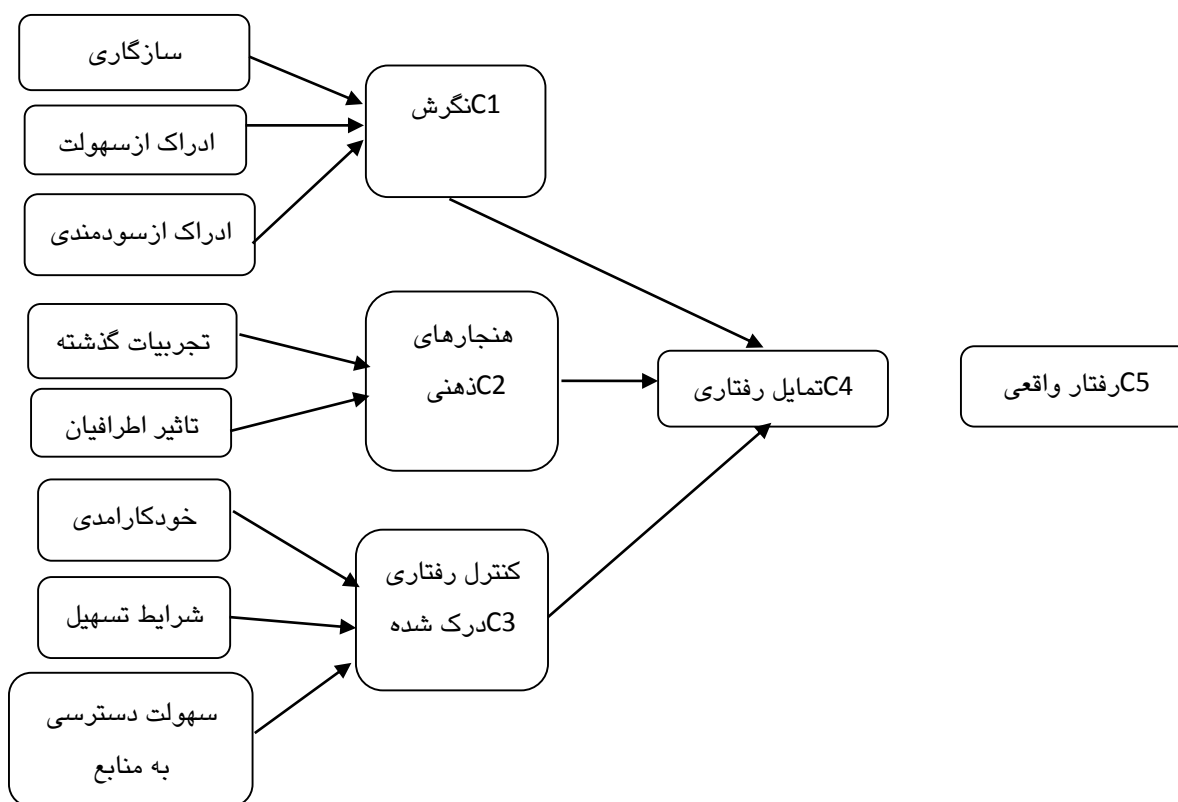 سازگاری
ادراک ازسهولت
ادراک ازسودمندی
تجربیات گذشته
تاثیر اطرافیان
خودکارامدی
شرایط تسهیل
سهولت دسترسی
به منابع
C1نگرش
هنجارهای
C2ذهنی
کنترل رفتاری
C3درک شده
C4تمایل رفتاری
C5رفتار واقعی